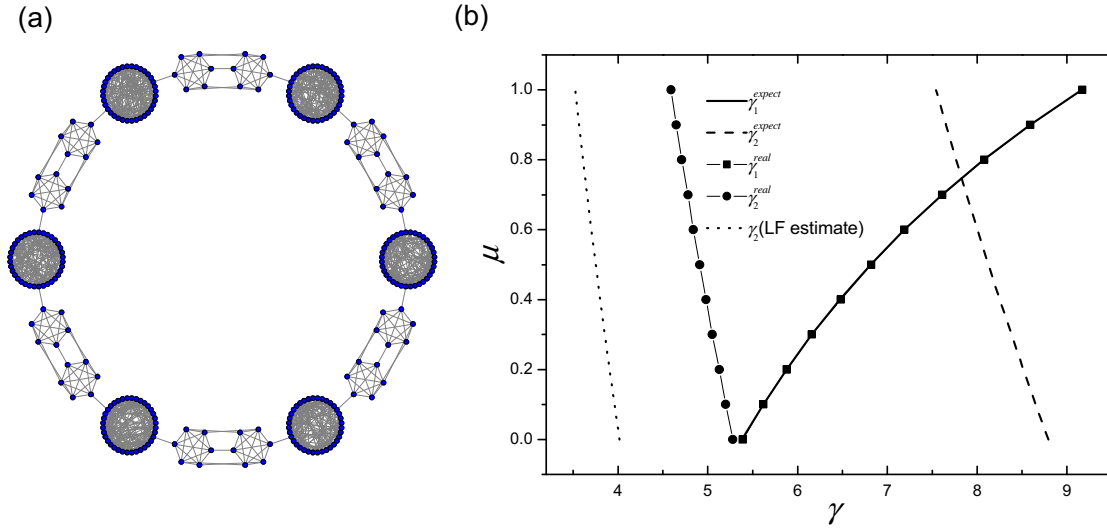 (a)
(b)
1.0
0.8
0.6
0.4
0.2
0.0
μ
γ₁^expect
γ₂^expect
γ₁^real
γ₂^real
γ₂(LF estimate)
4 5 6 7 8 9
γ